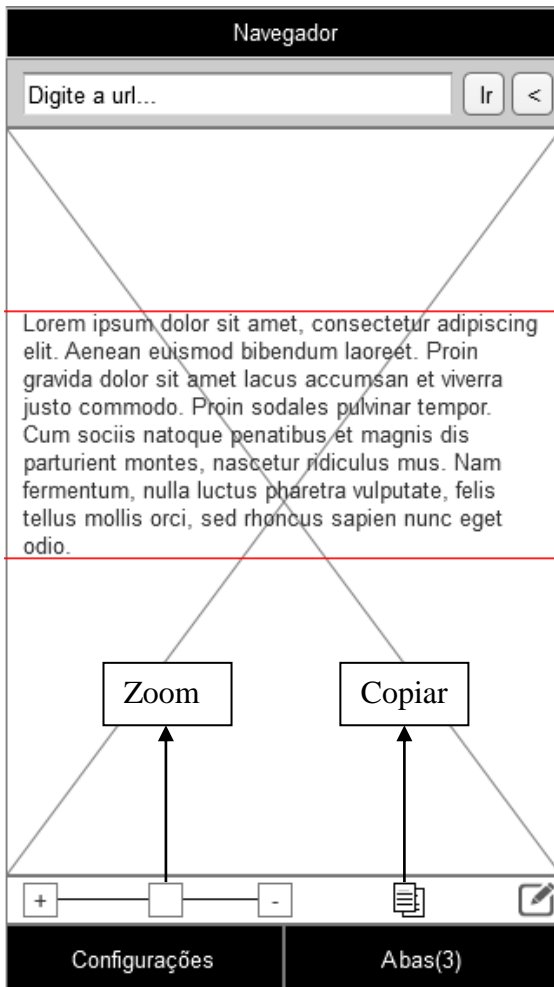 Navegador
Digite a url...
Ir <
Lorem ipsum dolor sit amet, consectetur adipiscing
elit. Aenean euismod bibendum laoreet. Proin
gravida dolor sit amet lacus accumsan et viverra
justo commodo. Proin sodales pulvinar tempor.
Cum sociis natoque penatibus et magnis dis
parturient montes, nascetur ridiculus mus. Nam
fermentum, nulla luctus pharetra vulputate, felis
tellus mollis orci, sed rhoncus sapien nunc eget
odio.
Zoom
Copiar
+ -
Configurações
Abas(3)